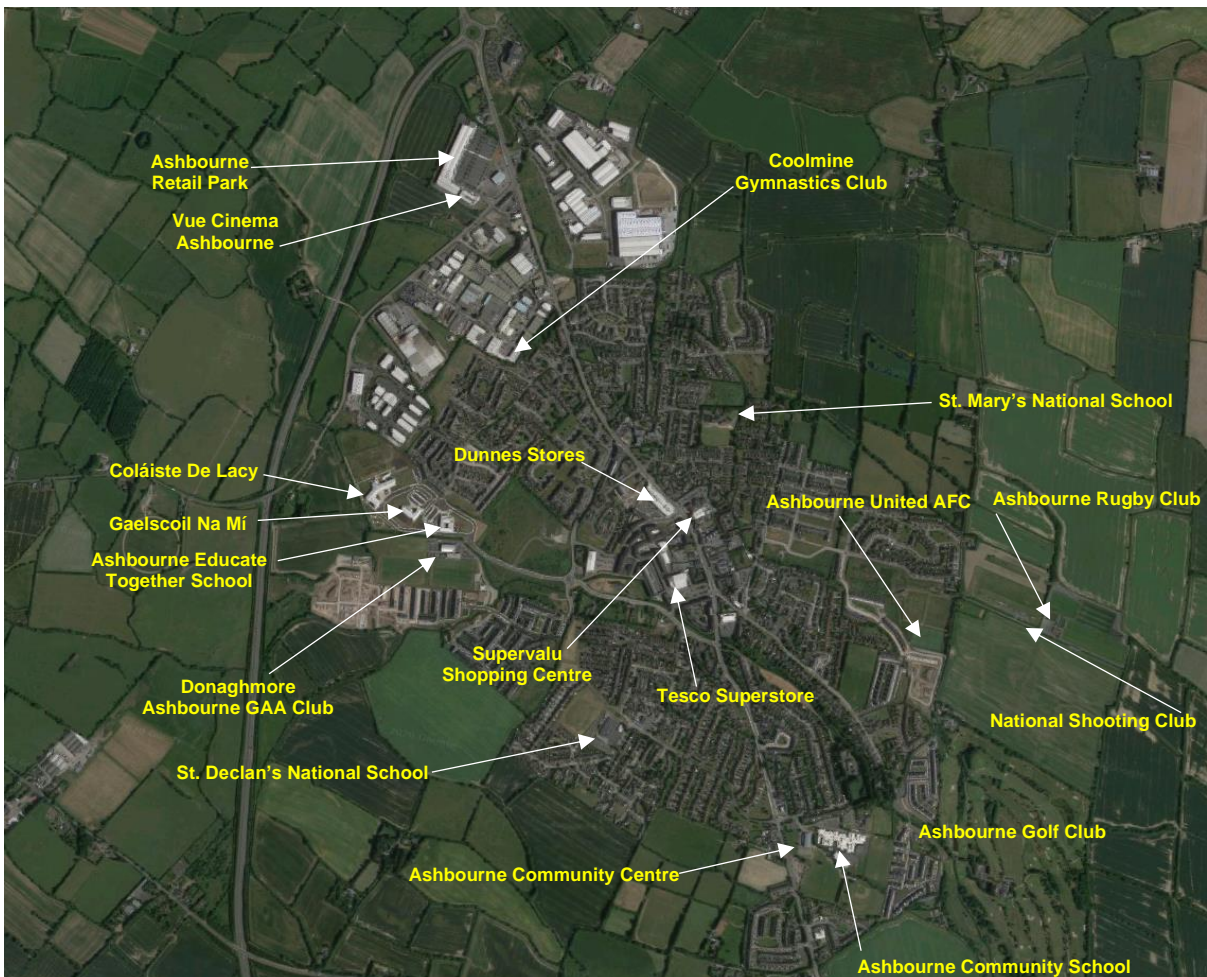 Ashbourne
Retail Park
Coolmine
Gymnastics Club
Vue Cinema
Ashbourne
St. Mary's National School
Dunnes Stores
Coláiste De Lacy
Ashbourne United AFC
Ashbourne Rugby Club
Gaelscoil Na Mí
Ashbourne Educate
Together School
Supervalu
Shopping Centre
Donaghmore
Ashbourne GAA Club
Tesco Superstore
National Shooting Club
St. Declan's National School
Ashbourne Golf Club
Ashbourne Community Centre
Ashbourne Community School